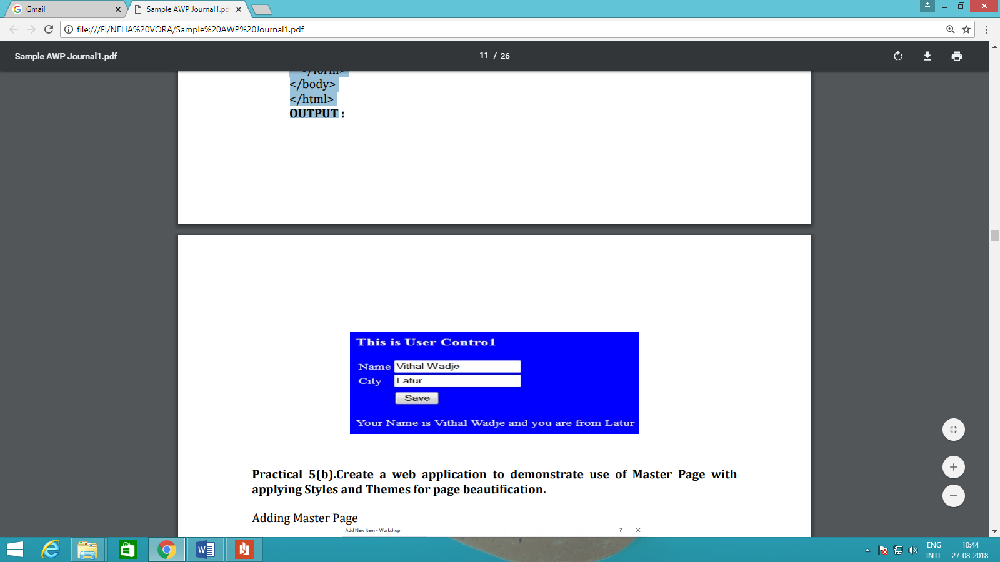 Gmail
Sample AWP Journal1.pd
file:///F:/NEHA%20VORA/Sample%20AWP%20Journal1.pdf
Sample AWP Journal1.pdf
11 / 26
</form>
</body>
</html>
OUTPUT :
This is User Contro1
Name Vithal Wadje
City Latur
Save
Your Name is Vithal Wadje and you are from Latur
Practical 5(b).Create a web application to demonstrate use of Master Page with
applying Styles and Themes for page beautification.
Adding Master Page
Add New Item - Workshop ?
ENG 10:44
INTL 27-08-2018